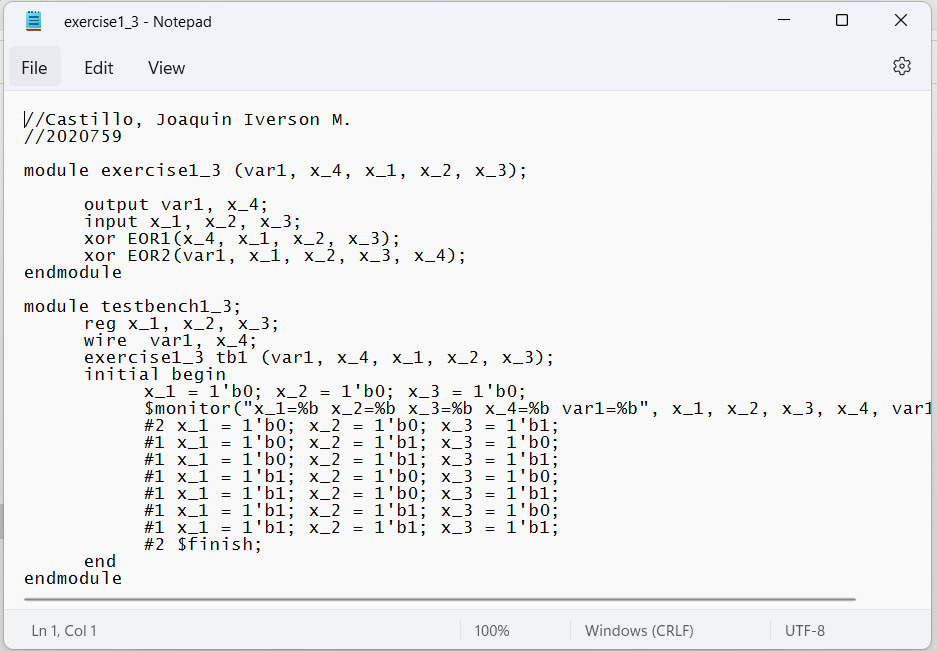 exercise1_3 - Notepad
File Edit View
//Castillo, Joaquin Iverson M.
//2020759
module exercise1_3 (var1, x_4, x_1, x_2, x_3);
output var1, x_4;
input x_1, x_2, x_3;
xor EOR1(x_4, x_1, x_2, x_3);
xor EOR2(var1, x_1, x_2, x_3, x_4);
endmodule
module testbench1_3;
reg x_1, x_2, x_3;
wire  var1, x_4;
exercise1_3 tb1 (var1, x_4, x_1, x_2, x_3);
initial begin
x_1 = 1'b0; x_2 = 1'b0; x_3 = 1'b0;
$monitor("x_1=%b x_2=%b x_3=%b x_4=%b var1=%b", x_1, x_2, x_3, x_4, var1
#2 x_1 = 1'b0; x_2 = 1'b0; x_3 = 1'b1;
#1 x_1 = 1'b0; x_2 = 1'b1; x_3 = 1'b0;
#1 x_1 = 1'b0; x_2 = 1'b1; x_3 = 1'b1;
#1 x_1 = 1'b1; x_2 = 1'b0; x_3 = 1'b0;
#1 x_1 = 1'b1; x_2 = 1'b0; x_3 = 1'b1;
#1 x_1 = 1'b1; x_2 = 1'b1; x_3 = 1'b0;
#1 x_1 = 1'b1; x_2 = 1'b1; x_3 = 1'b1;
#2 $finish;
end
endmodule
Ln 1, Col 1 100% Windows (CRLF) UTF-8